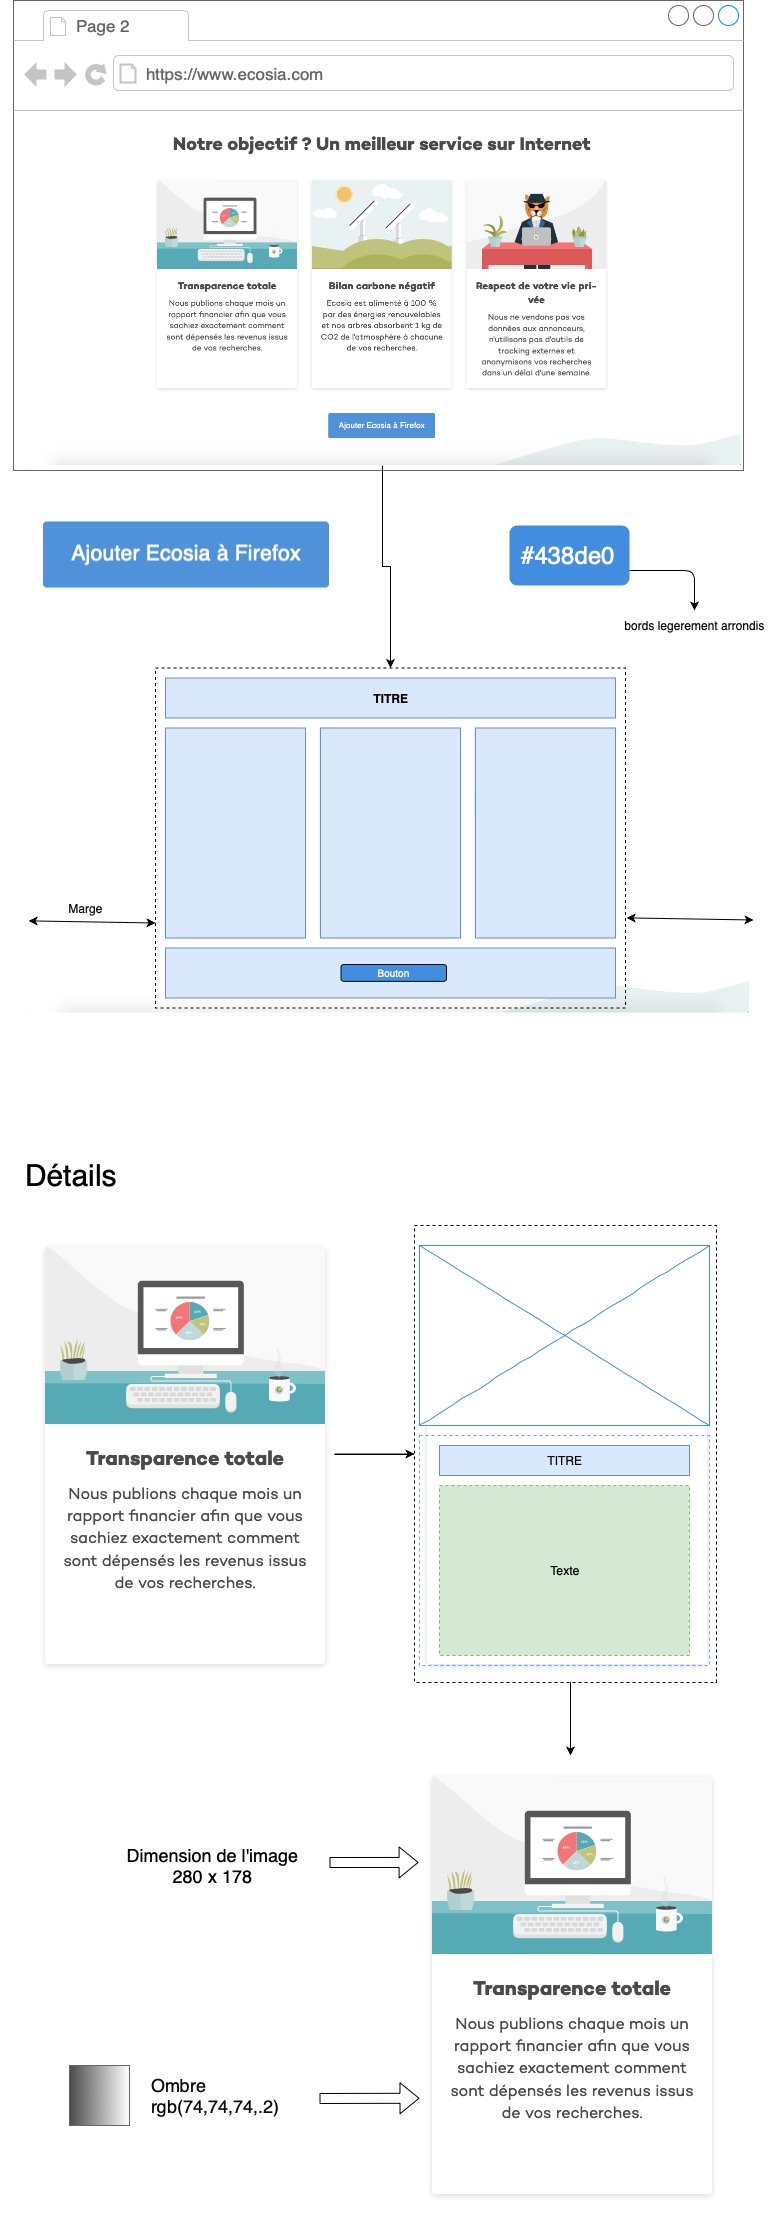 Page 2
https://www.ecosia.com
Notre objectif ? Un meilleur service sur Internet
Transparence totale
Nous publions chaque mois un
rapport financier afin que vous
sachiez exactement comment
sont dépensés les revenus issus
de vos recherches.
Bilan carbone négatif
Ecosia est alimenté à 100 %
par des énergies renouvelables
et nos arbres absorbent 1 kg de
CO2 de l'atmosphère à chacune
de vos recherches.
Respect de votre vie pri-
vée
Nous ne vendons pas vos
données aux annonceurs,
n'utilisons pas d'outils de
tracking externes et
anonymisons vos recherches
dans un délai d'une semaine.
Ajouter Ecosia à Firefox
Ajouter Ecosia à Firefox
#438de0
bords legerement arrondis
TITRE
Marge
Bouton
Détails
Transparence totale
Nous publions chaque mois un
rapport financier afin que vous
sachiez exactement comment
sont dépensés les revenus issus
de vos recherches.
TITRE
Texte
Dimension de l'image
280 x 178
Transparence totale
Nous publions chaque mois un
rapport financier afin que vous
sachiez exactement comment
sont dépensés les revenus issus
de vos recherches.
Ombre
rgb(74,74,74,.2)